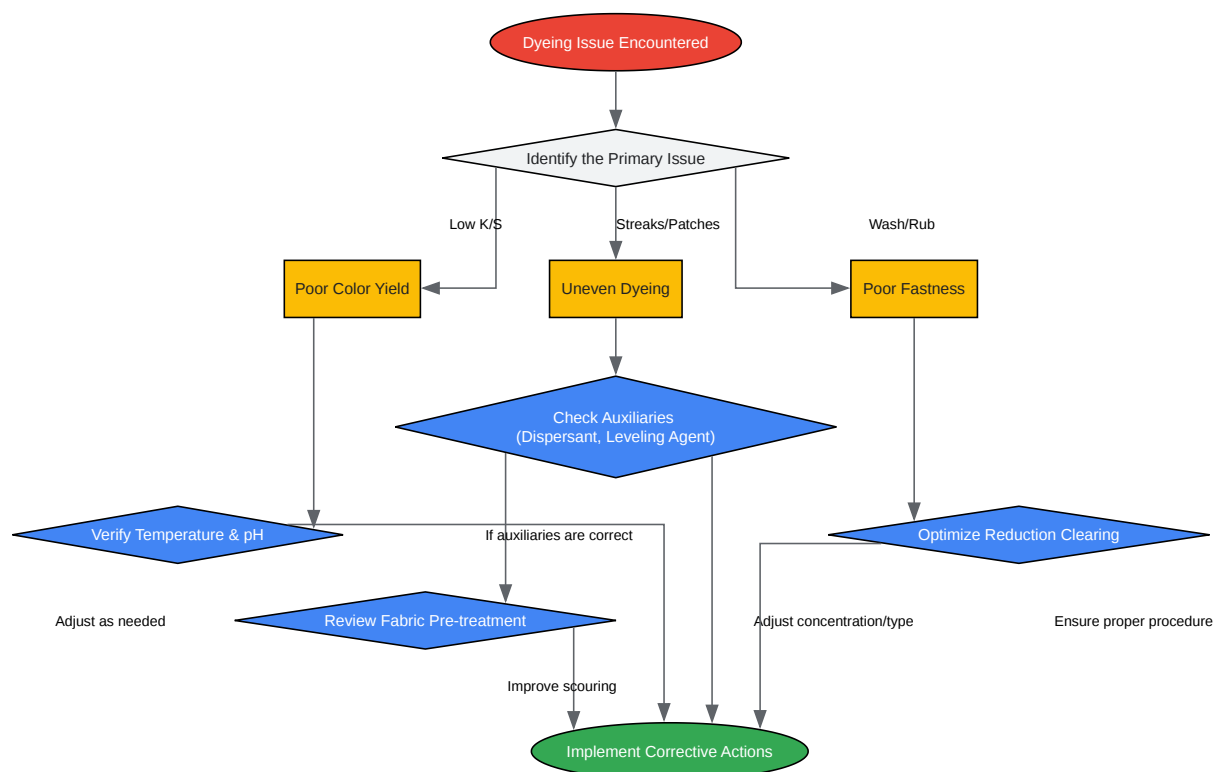 Dyeing Issue Encountered
Identify the Primary Issue
Low K/S
Streaks/Patches
Wash/Rub
Poor Color Yield
Uneven Dyeing
Poor Fastness
Check Auxiliaries
(Dispersant, Leveling Agent)
Verify Temperature & pH
If auxiliaries are correct
Optimize Reduction Clearing
Adjust as needed
Review Fabric Pre-treatment
Adjust concentration/type
Ensure proper procedure
Improve scouring
Implement Corrective Actions